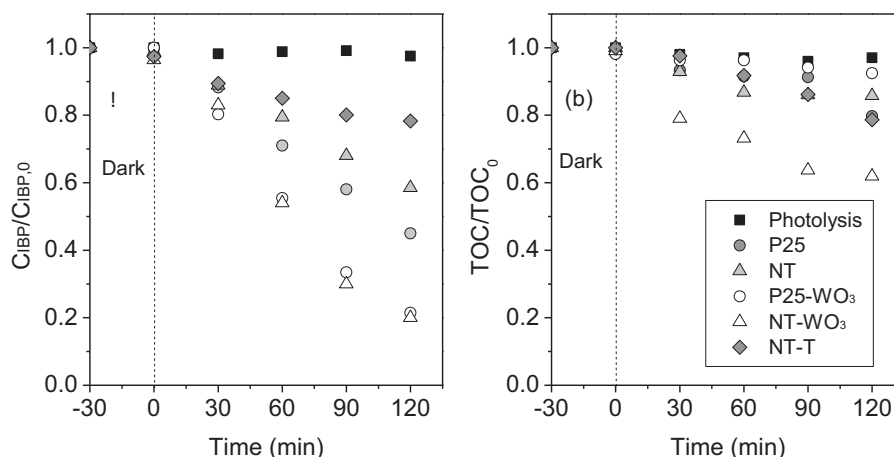 1.0
0.8
0.6
0.4
0.2
0.0
C_IBP/C_IBP,0
!
Dark
-30 0 30 60 90 120
Time (min)
1.0
0.8
0.6
0.4
0.2
0.0
TOC/TOC₀
(b)
Dark
Photolysis
P25
NT
P25-WO₃
NT-WO₃
NT-T
-30 0 30 60 90 120
Time (min)